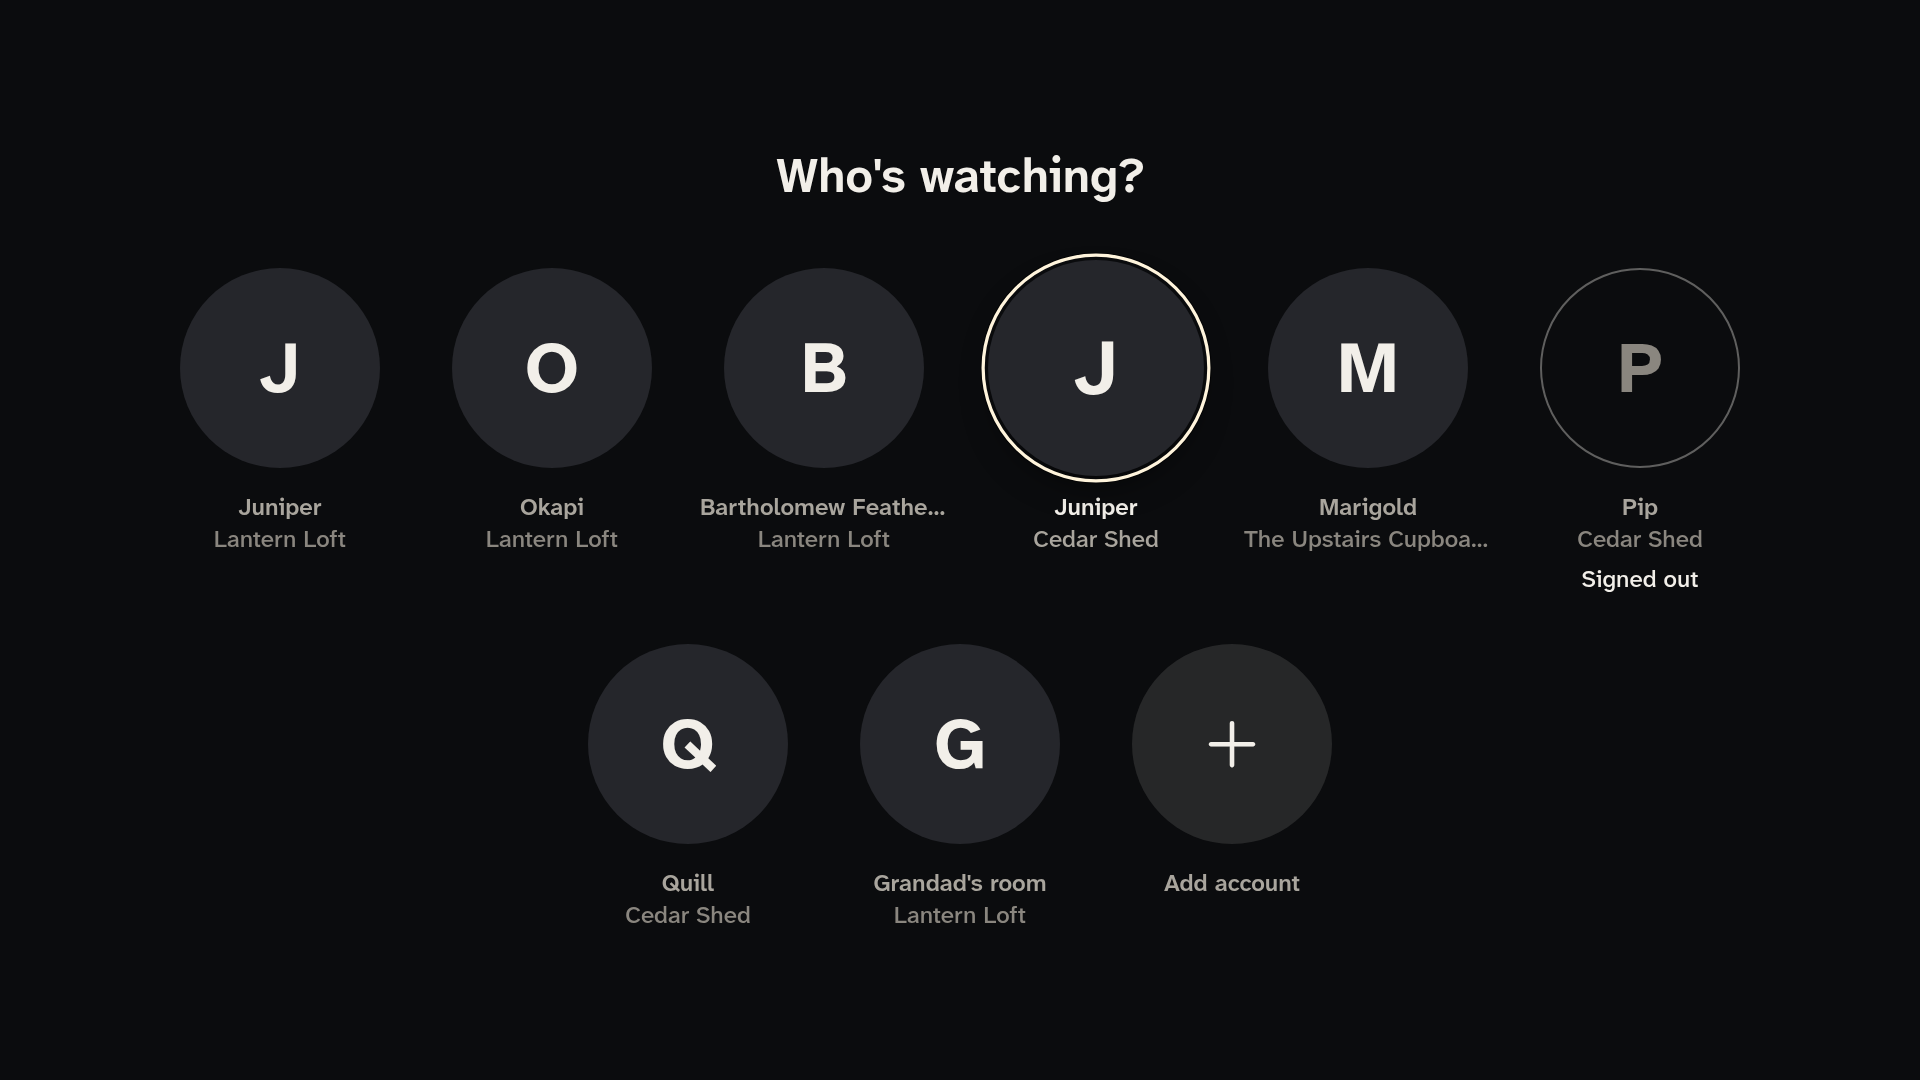 Who's watching?
J
O
B
J
M
P
Juniper
Lantern Loft
Okapi
Lantern Loft
Bartholomew Feathe...
Lantern Loft
Juniper
Cedar Shed
Marigold
The Upstairs Cupboa...
Pip
Cedar Shed
Signed out
Q
G
Quill
Cedar Shed
Grandad's room
Lantern Loft
Add account